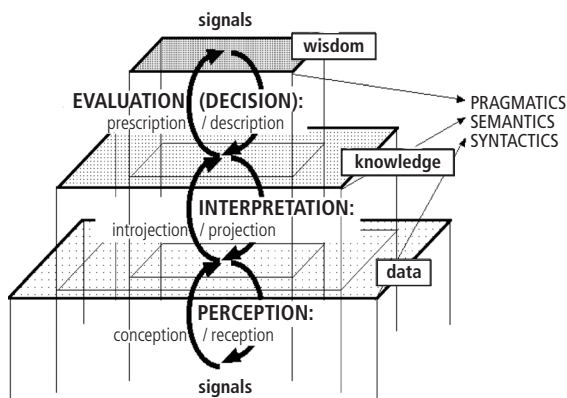 signals
wisdom
EVALUATION (DECISION):
prescription / description
PRAGMATICS
SEMANTICS
SYNTACTICS
knowledge
INTERPRETATION:
introjection / projection
data
PERCEPTION:
conception / reception
signals